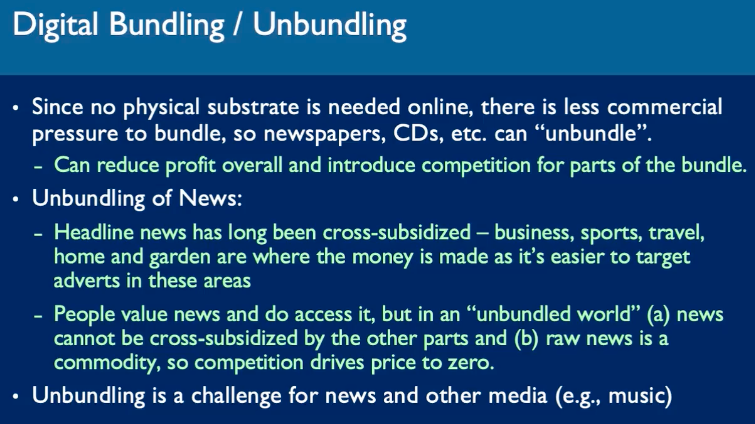 Digital Bundling / Unbundling
• Since no physical substrate is needed online, there is less commercial
pressure to bundle, so newspapers, CDs, etc. can “unbundle”.
– Can reduce profit overall and introduce competition for parts of the bundle.
• Unbundling of News:
– Headline news has long been cross-subsidized – business, sports, travel,
home and garden are where the money is made as it’s easier to target
adverts in these areas
– People value news and do access it, but in an “unbundled world” (a) news
cannot be cross-subsidized by the other parts and (b) raw news is a
commodity, so competition drives price to zero.
• Unbundling is a challenge for news and other media (e.g., music)